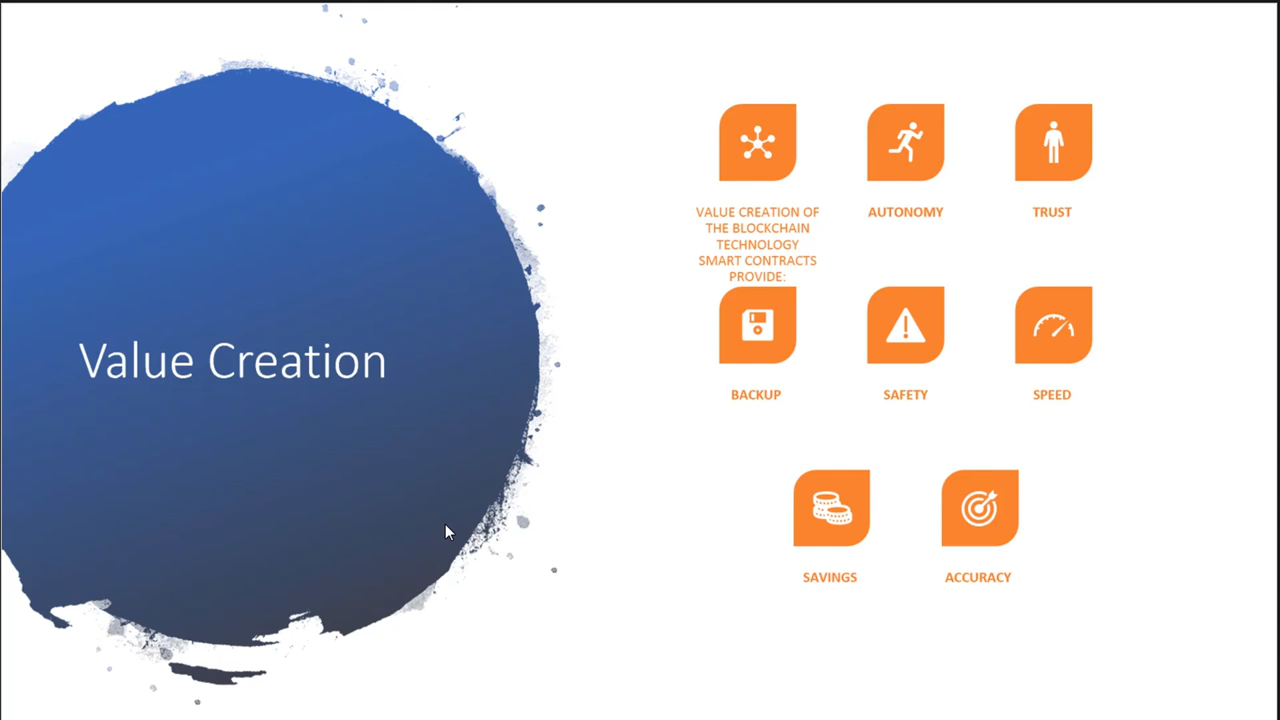 Value Creation
VALUE CREATION OF
THE BLOCKCHAIN
TECHNOLOGY
SMART CONTRACTS
PROVIDE:
AUTONOMY
TRUST
BACKUP
SAFETY
SPEED
SAVINGS
ACCURACY